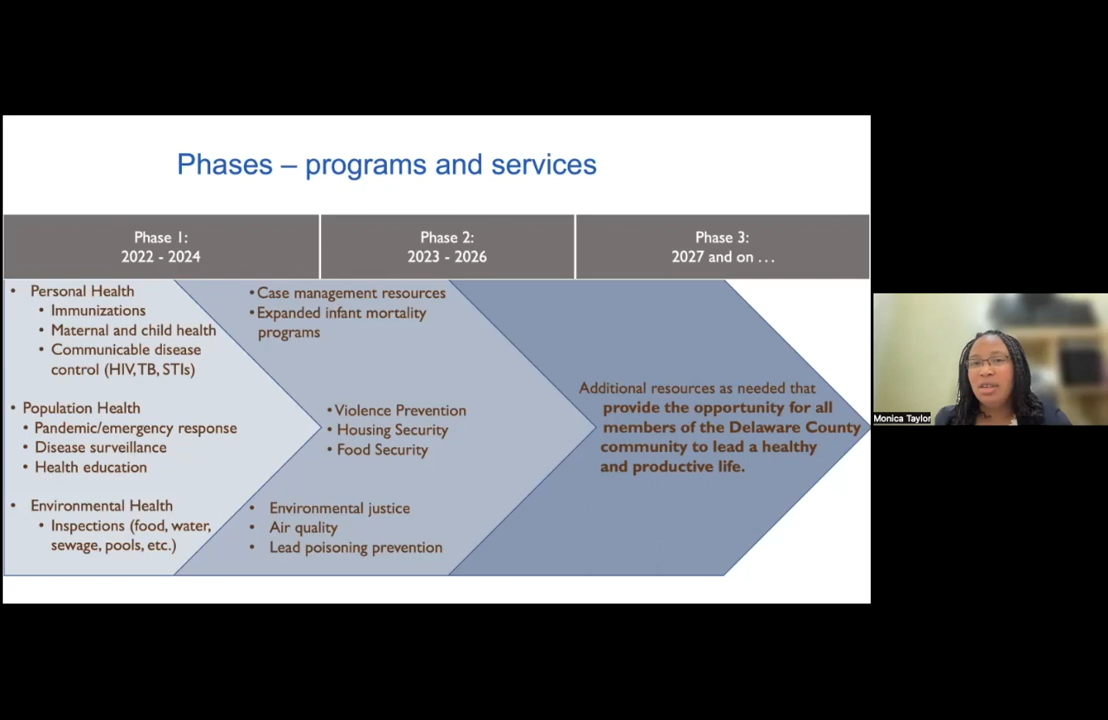 Phases – programs and services
Phase 1:
2022 - 2024
Phase 2:
2023 - 2026
Phase 3:
2027 and on . . .
• Personal Health
• Immunizations
• Maternal and child health
• Communicable disease
control (HIV, TB, STIs)
• Population Health
• Pandemic/emergency response
• Disease surveillance
• Health education
• Environmental Health
• Inspections (food, water,
sewage, pools, etc.)
• Case management resources
• Expanded infant mortality
programs
• Violence Prevention
• Housing Security
• Food Security
• Environmental justice
• Air quality
• Lead poisoning prevention
Additional resources as needed that
provide the opportunity for all
members of the Delaware County
community to lead a healthy
and productive life.
Monica Taylor